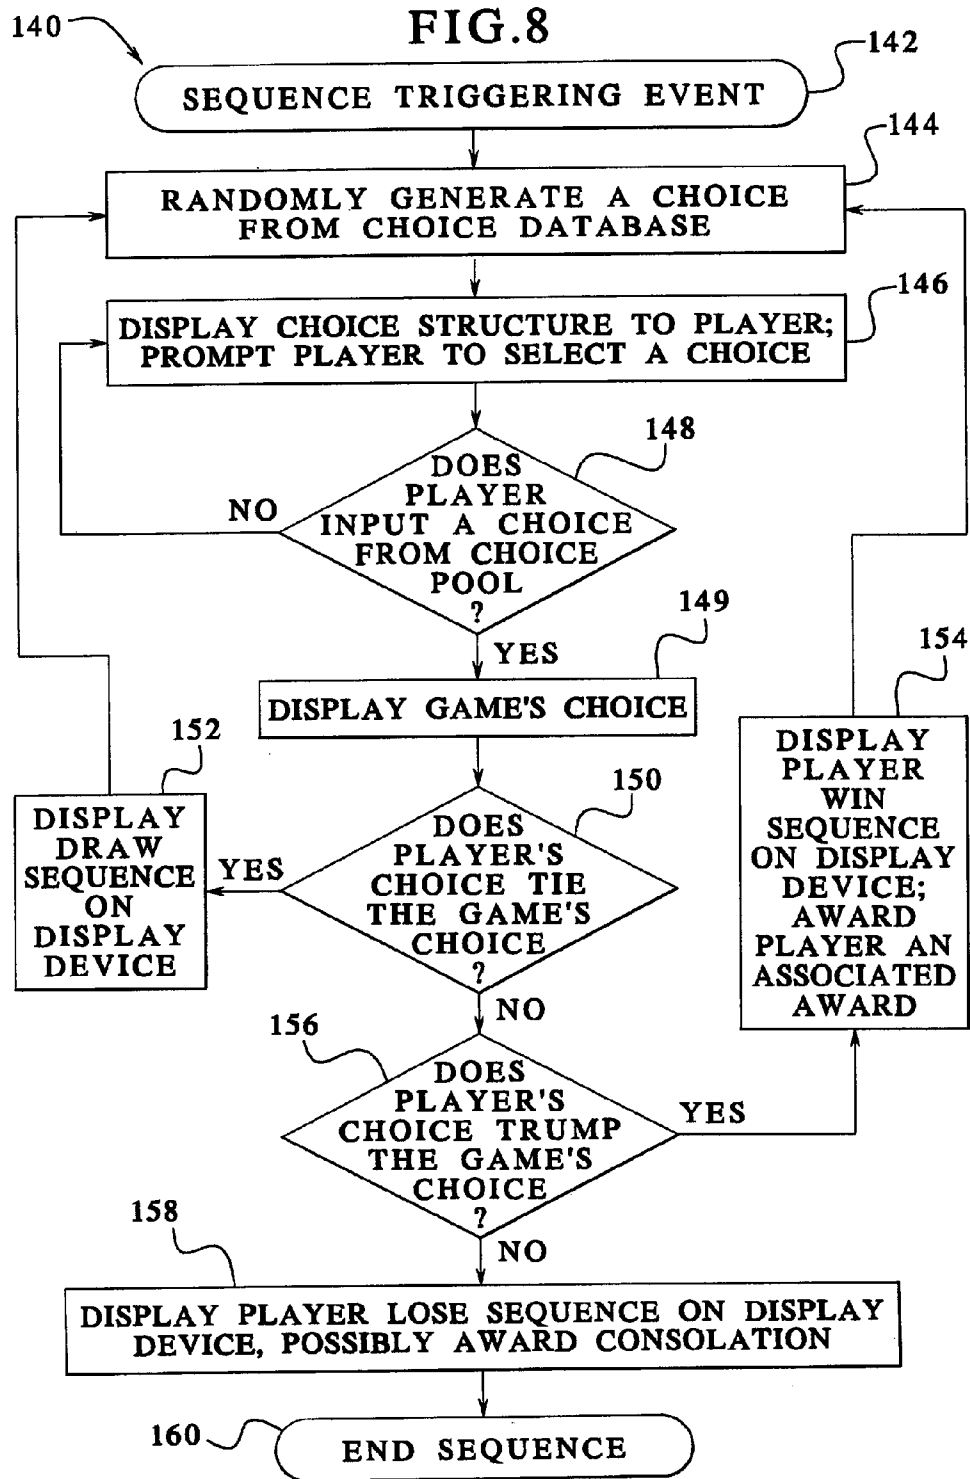 FIG.8
140
142
SEQUENCE TRIGGERING EVENT
144
RANDOMLY GENERATE A CHOICE
FROM CHOICE DATABASE
146
DISPLAY CHOICE STRUCTURE TO PLAYER;
PROMPT PLAYER TO SELECT A CHOICE
148
DOES
PLAYER
INPUT A CHOICE
FROM CHOICE
POOL
?
NO
YES
149
DISPLAY GAME'S CHOICE
150
DOES
PLAYER'S
CHOICE TIE
THE GAME'S
CHOICE
?
YES
152
DISPLAY
DRAW
SEQUENCE
ON
DISPLAY
DEVICE
NO
154
DISPLAY
PLAYER
WIN
SEQUENCE
ON DISPLAY
DEVICE;
AWARD
PLAYER AN
ASSOCIATED
AWARD
156
DOES
PLAYER'S
CHOICE TRUMP
THE GAME'S
CHOICE
?
YES
NO
158
DISPLAY PLAYER LOSE SEQUENCE ON DISPLAY
DEVICE, POSSIBLY AWARD CONSOLATION
160
END SEQUENCE